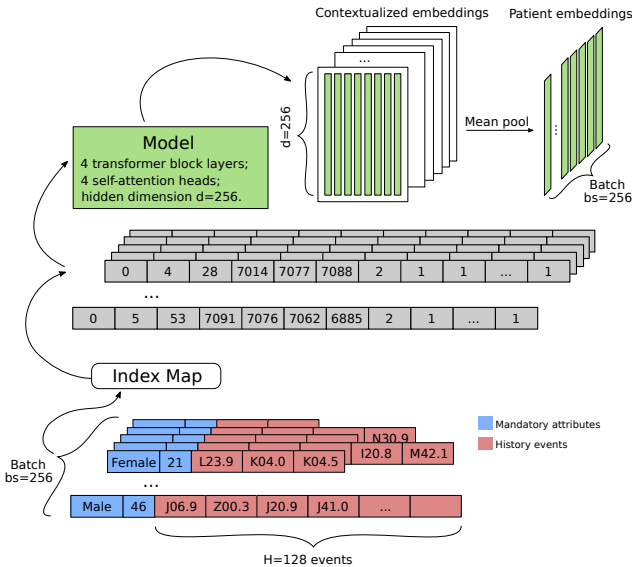 Contextualized embeddings
Patient embeddings
...
d=256
Mean pool
...
Batch
bs=256
Model
4 transformer block layers;
4 self-attention heads;
hidden dimension d=256.
0 4 28 7014 7077 7088 2 1 1 ... 1
...
0 5 53 7091 7076 7062 6885 2 1 ... 1
Index Map
Mandatory attributes
History events
Batch
bs=256
N30.9
I20.8 M42.1
Female 21 L23.9 K04.0 K04.5
...
Male 46 J06.9 Z00.3 J20.9 J41.0 ...
H=128 events